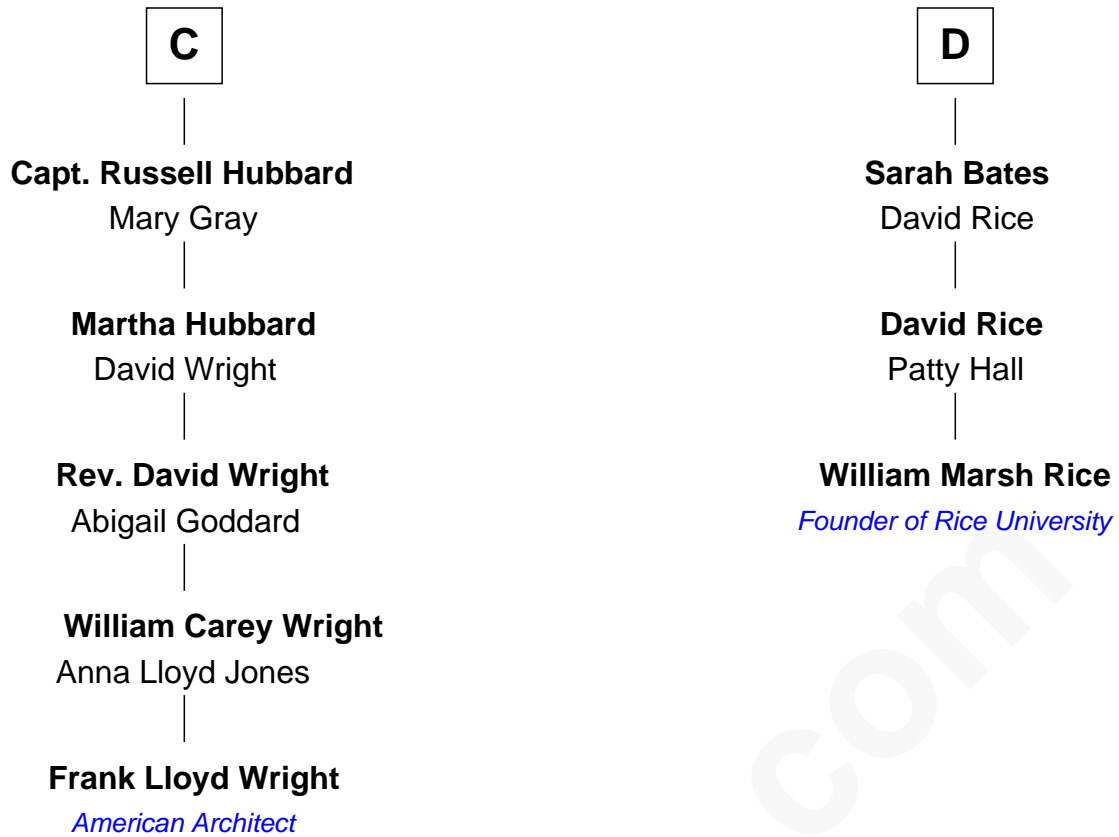 C
Capt. Russell Hubbard
Mary Gray
Martha Hubbard
David Wright
Rev. David Wright
Abigail Goddard
William Carey Wright
Anna Lloyd Jones
Frank Lloyd Wright
American Architect
D
Sarah Bates
David Rice
David Rice
Patty Hall
William Marsh Rice
Founder of Rice University
com